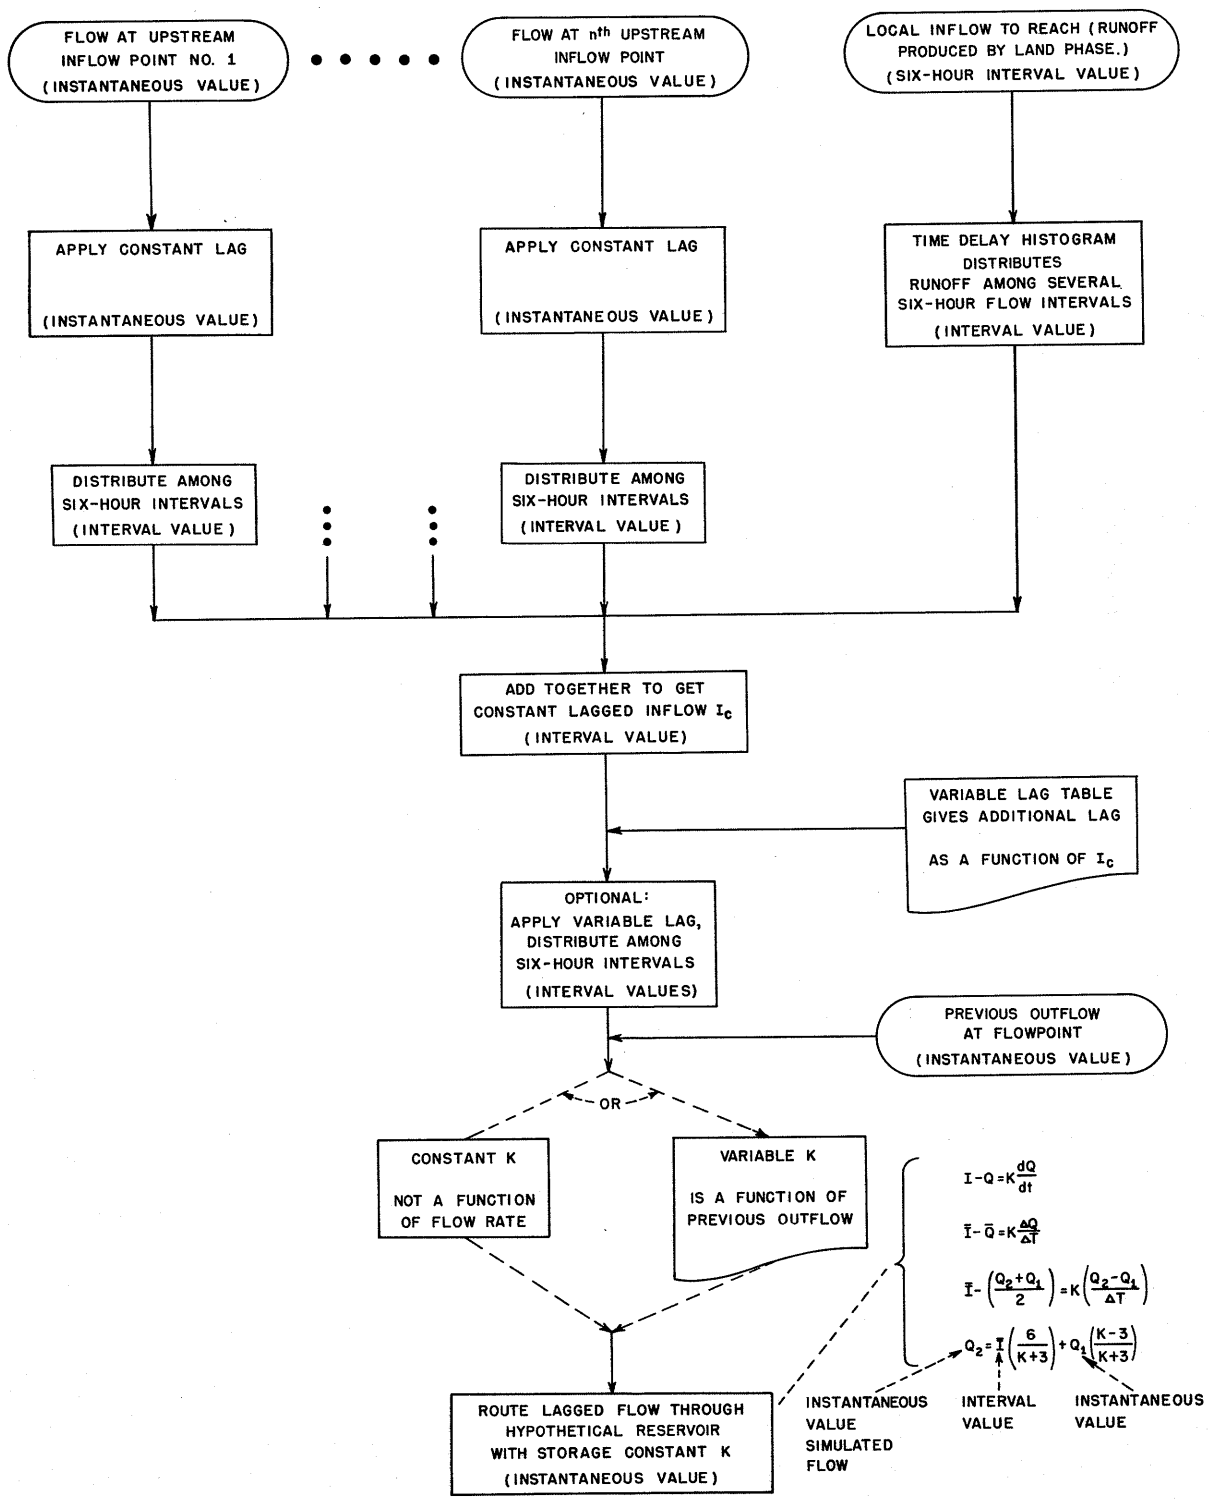 FLOW AT UPSTREAM
INFLOW POINT NO. 1
(INSTANTANEOUS VALUE)
FLOW AT nth UPSTREAM
INFLOW POINT
(INSTANTANEOUS VALUE)
LOCAL INFLOW TO REACH (RUNOFF
PRODUCED BY LAND PHASE.)
(SIX-HOUR INTERVAL VALUE)
APPLY CONSTANT LAG
(INSTANTANEOUS VALUE)
APPLY CONSTANT LAG
(INSTANTANEOUS VALUE)
TIME DELAY HISTOGRAM
DISTRIBUTES
RUNOFF AMONG SEVERAL
SIX-HOUR FLOW INTERVALS
(INTERVAL VALUE)
DISTRIBUTE AMONG
SIX-HOUR INTERVALS
(INTERVAL VALUE)
DISTRIBUTE AMONG
SIX-HOUR INTERVALS
(INTERVAL VALUE)
ADD TOGETHER TO GET
CONSTANT LAGGED INFLOW Ic
(INTERVAL VALUE)
VARIABLE LAG TABLE
GIVES ADDITIONAL LAG
AS A FUNCTION OF Ic
OPTIONAL:
APPLY VARIABLE LAG,
DISTRIBUTE AMONG
SIX-HOUR INTERVALS
(INTERVAL VALUES)
PREVIOUS OUTFLOW
AT FLOWPOINT
(INSTANTANEOUS VALUE)
OR
CONSTANT K
NOT A FUNCTION
OF FLOW RATE
VARIABLE K
IS A FUNCTION OF
PREVIOUS OUTFLOW
I-Q=K dQ/dt
Ī-Q̄=K ΔQ/ΔT
Ī-((Q2+Q1)/2)=K((Q2-Q1)/ΔT)
Q2=Ī(6/(K+3))+Q1((K-3)/(K+3))
INSTANTANEOUS
VALUE
SIMULATED
FLOW
INTERVAL
VALUE
INSTANTANEOUS
VALUE
ROUTE LAGGED FLOW THROUGH
HYPOTHETICAL RESERVOIR
WITH STORAGE CONSTANT K
(INSTANTANEOUS VALUE)